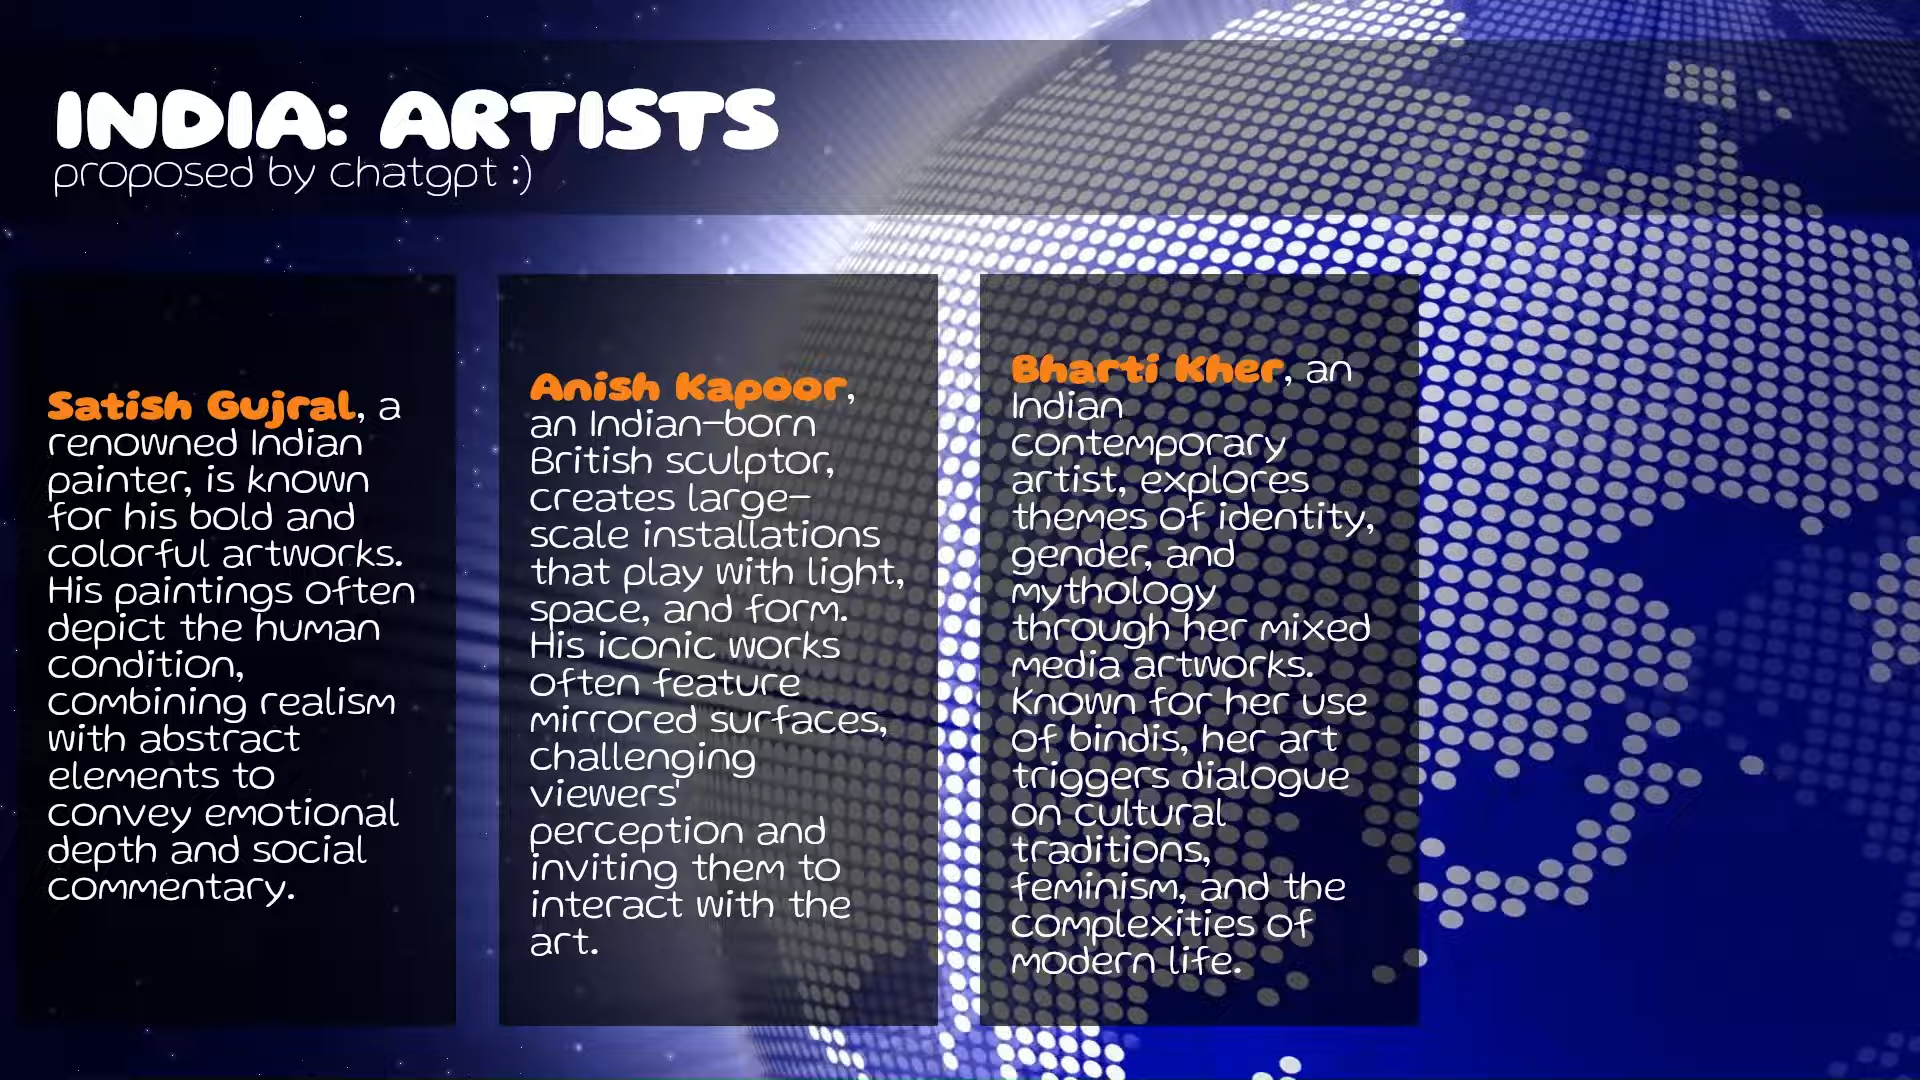 INDIA: ARTISTS
proposed by chatgpt :)
Satish Gujral, a
renowned Indian
painter, is known
for his bold and
colorful artworks.
His paintings often
depict the human
condition,
combining realism
with abstract
elements to
convey emotional
depth and social
commentary.
Anish Kapoor,
an Indian-born
British sculptor,
creates large-
scale installations
that play with light,
space, and form.
His iconic works
often feature
mirrored surfaces,
challenging
viewers'
perception and
inviting them to
interact with the
art.
Bharti Kher, an
Indian
contemporary
artist, explores
themes of identity,
gender, and
mythology
through her mixed
media artworks.
Known for her use
of bindis, her art
triggers dialogue
on cultural
traditions,
feminism, and the
complexities of
modern life.